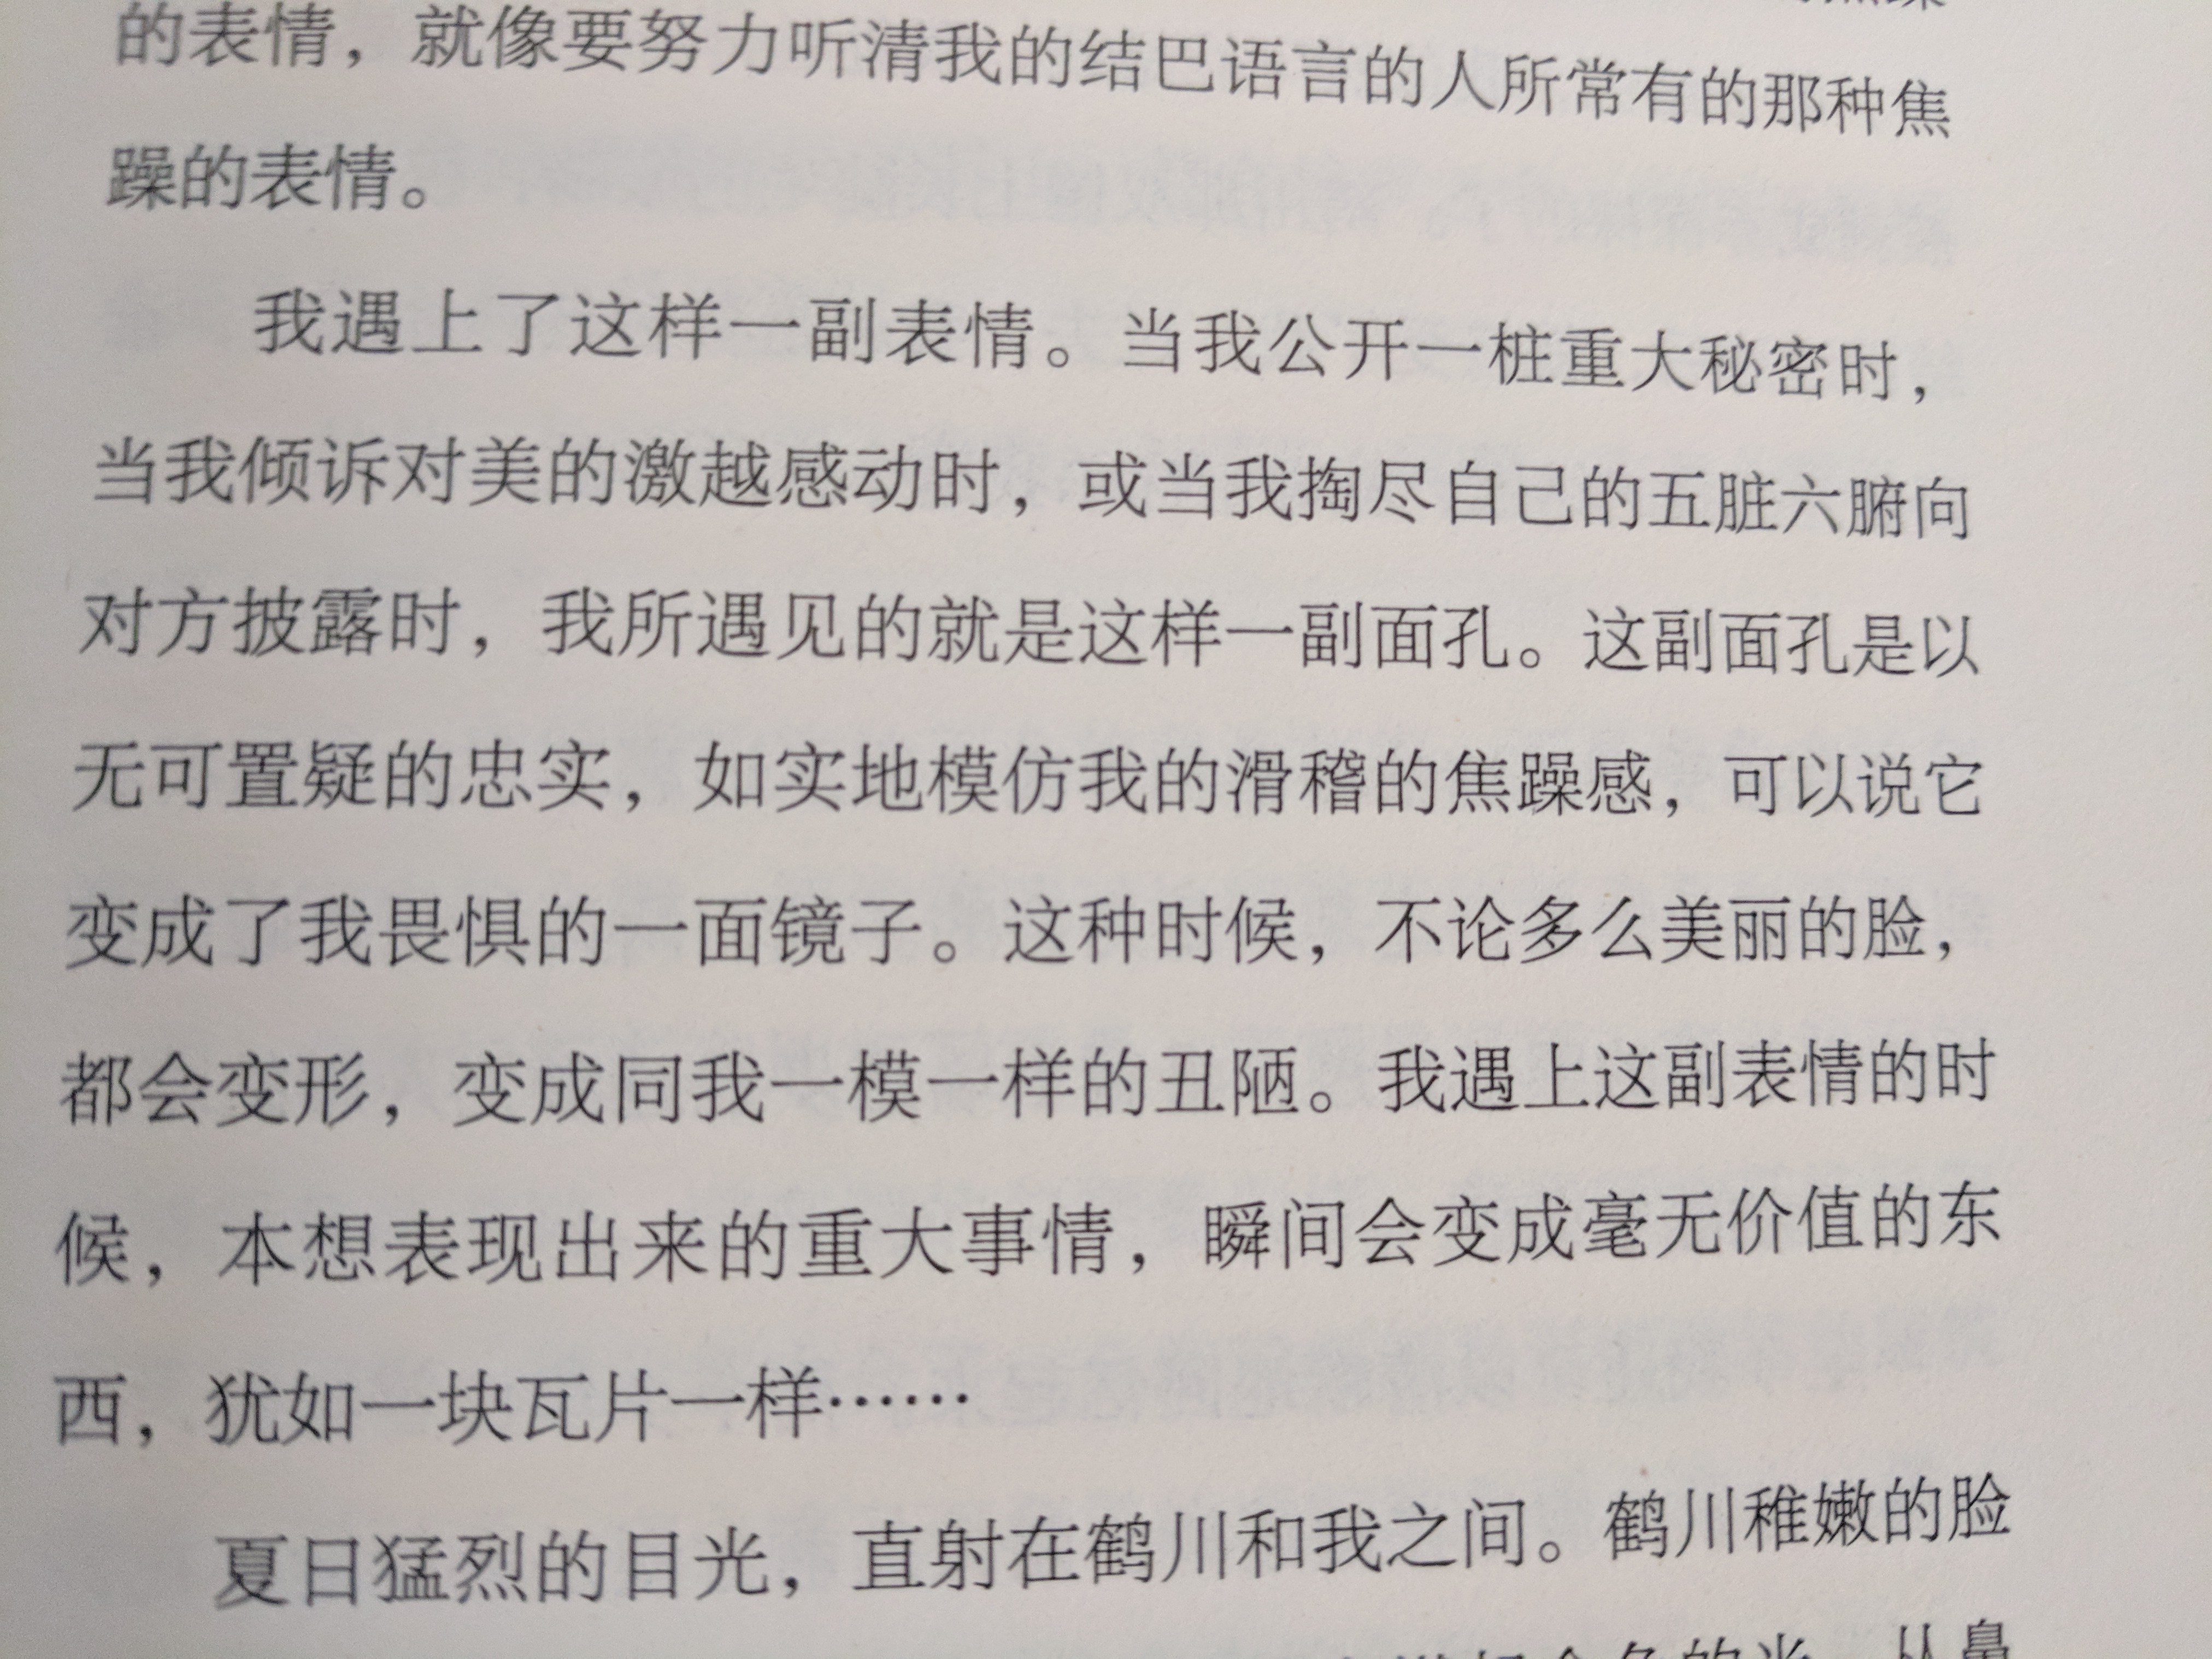 的表情，就像要努力听清我的结巴语言的人所常有的那种焦
躁的表情。
我遇上了这样一副表情。当我公开一桩重大秘密时，
当我倾诉对美的激越感动时，或当我掏尽自己的五脏六腑向
对方披露时，我所遇见的就是这样一副面孔。这副面孔是以
无可置疑的忠实，如实地模仿我的滑稽的焦躁感，可以说它
变成了我畏惧的一面镜子。这种时候，不论多么美丽的脸，
都会变形，变成同我一模一样的丑陋。我遇上这副表情的时
候，本想表现出来的重大事情，瞬间会变成毫无价值的东
西，犹如一块瓦片一样……
夏日猛烈的目光，直射在鹤川和我之间。鹤川稚嫩的脸
金色的光，从鼻